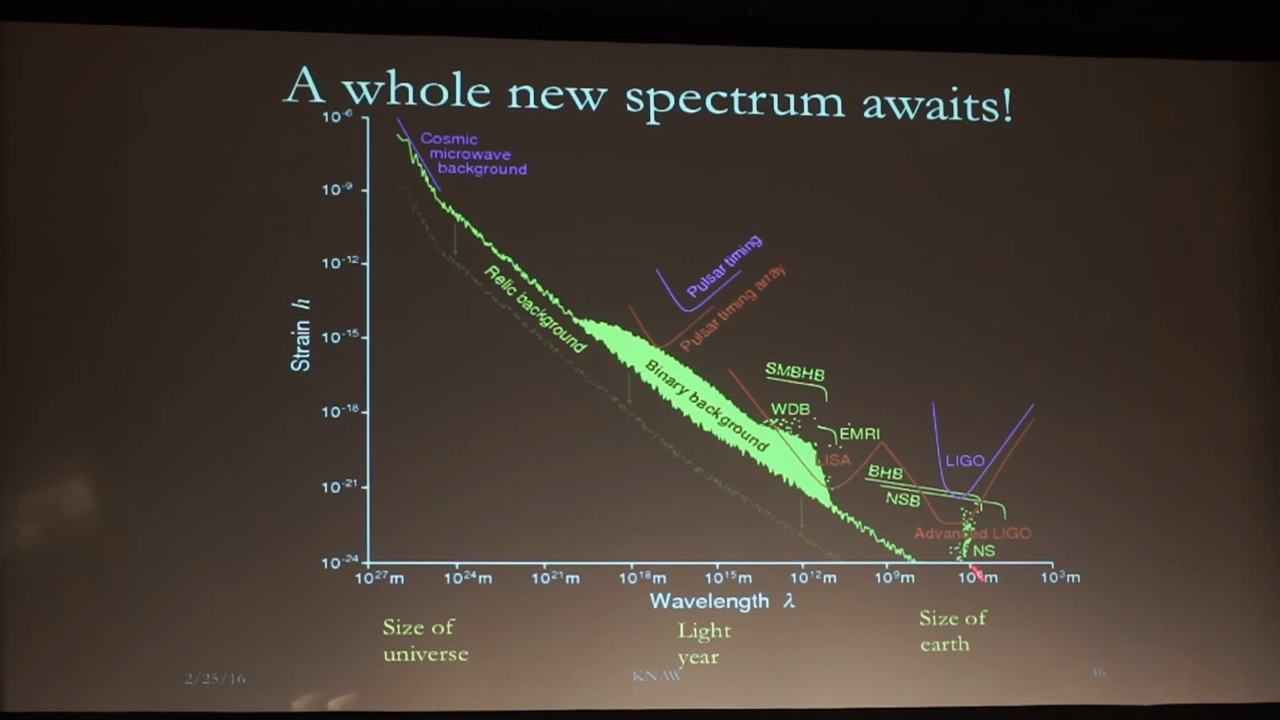 A whole new spectrum awaits!
10⁻⁶
Cosmic
microwave
background
10⁻⁹
10⁻¹²
10⁻¹⁵
10⁻¹⁸
10⁻²¹
10⁻²⁴
Strain h
Relic background
Pulsar timing
Pulsar timing array
Binary background
SMBHB
WDB
EMRI
LISA
BHB
NSB
LIGO
Advanced LIGO
NS
10²⁷m
10²⁴m
10²¹m
10¹⁸m
10¹⁵m
10¹²m
10⁹m
10³m
Wavelength λ
Size of
universe
Light
year
Size of
earth
2/25/16
KNAW
36